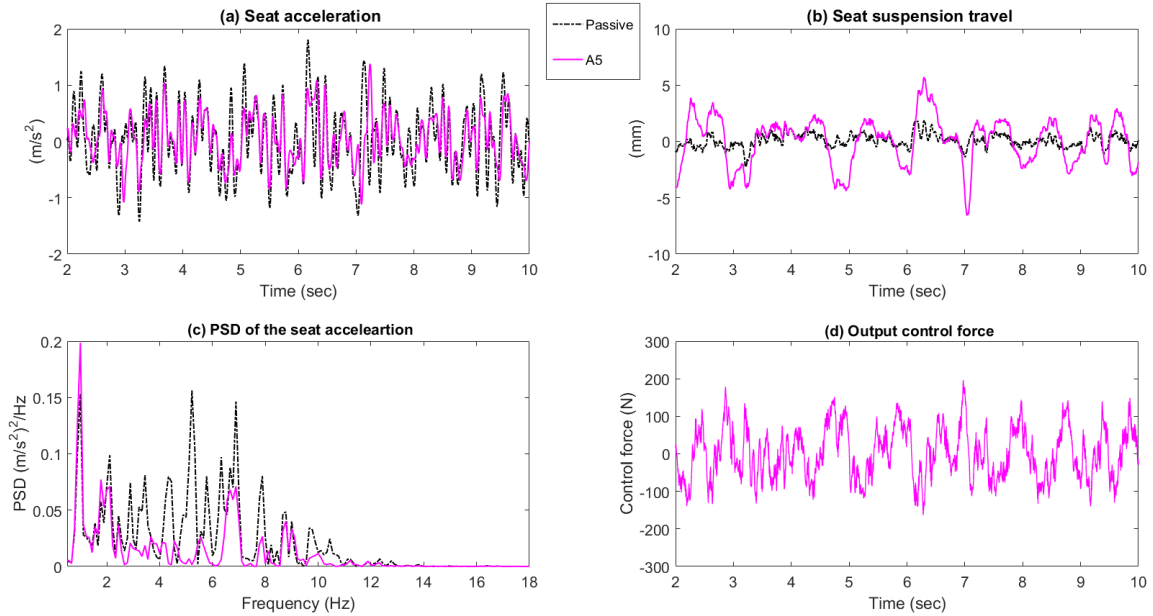 (a) Seat acceleration
2
1
0
-1
-2
(m/s²)
2 3 4 5 6 7 8 9 10
Time (sec)
Passive
A5
(b) Seat suspension travel
10
5
0
-5
-10
(mm)
2 3 4 5 6 7 8 9 10
Time (sec)
(c) PSD of the seat acceleartion
0.2
0.15
0.1
0.05
0
PSD (m/s²)²/Hz
2 4 6 8 10 12 14 16 18
Frequency (Hz)
(d) Output control force
300
200
100
0
-100
-200
-300
Control force (N)
2 3 4 5 6 7 8 9 10
Time (sec)